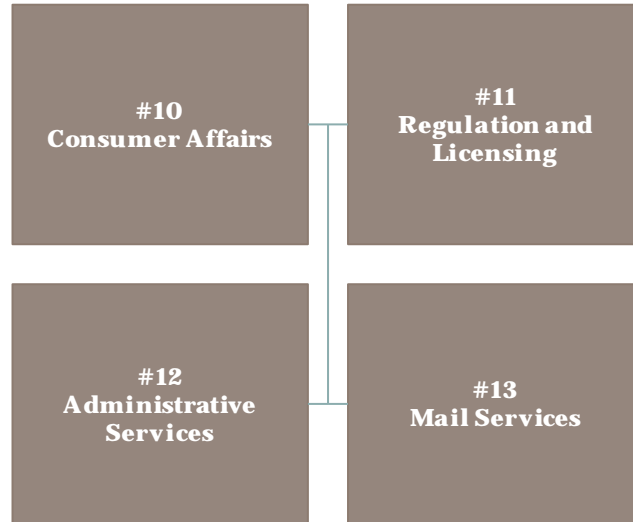 #10
Consumer Affairs
#11
Regulation and
Licensing
#12
Administrative
Services
#13
Mail Services